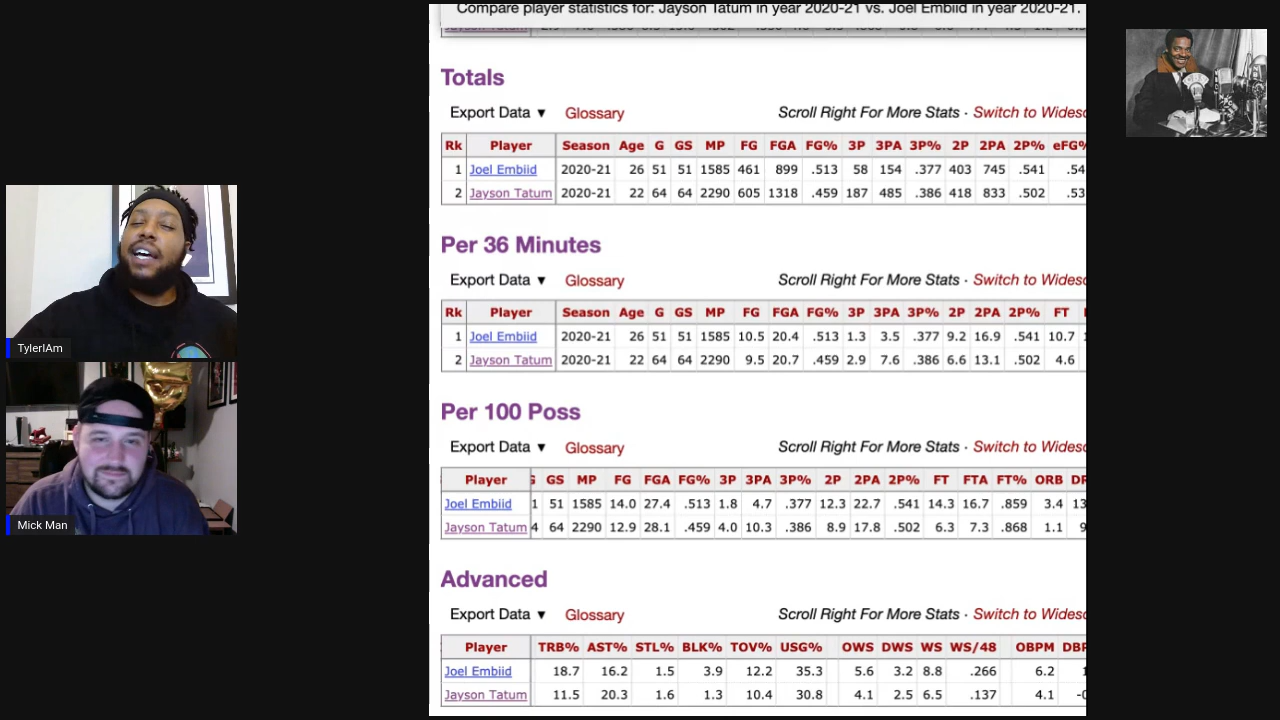 Compare player statistics for: Jayson Tatum in year 2020-21 vs. Joel Embiid in year 2020-21.
Jayson Tatum
Totals
Export Data ▼ Glossary Scroll Right For More Stats · Switch to Widesc
Rk Player Season Age G GS MP FG FGA FG% 3P 3PA 3P% 2P 2PA 2P% eFG%
1 Joel Embiid 2020-21 26 51 51 1585 461 899 .513 58 154 .377 403 745 .541 .54
2 Jayson Tatum 2020-21 22 64 64 2290 605 1318 .459 187 485 .386 418 833 .502 .53
Per 36 Minutes
Export Data ▼ Glossary Scroll Right For More Stats · Switch to Widesc
Rk Player Season Age G GS MP FG FGA FG% 3P 3PA 3P% 2P 2PA 2P% FT
1 Joel Embiid 2020-21 26 51 51 1585 10.5 20.4 .513 1.3 3.5 .377 9.2 16.9 .541 10.7
2 Jayson Tatum 2020-21 22 64 64 2290 9.5 20.7 .459 2.9 7.6 .386 6.6 13.1 .502 4.6
Per 100 Poss
Export Data ▼ Glossary Scroll Right For More Stats · Switch to Widesc
Player GS MP FG FGA FG% 3P 3PA 3P% 2P 2PA 2P% FT FTA FT% ORB DR
Joel Embiid 1 51 1585 14.0 27.4 .513 1.8 4.7 .377 12.3 22.7 .541 14.3 16.7 .859 3.4 13
Jayson Tatum 4 64 2290 12.9 28.1 .459 4.0 10.3 .386 8.9 17.8 .502 6.3 7.3 .868 1.1 9
Advanced
Export Data ▼ Glossary Scroll Right For More Stats · Switch to Widesc
Player TRB% AST% STL% BLK% TOV% USG% OWS DWS WS WS/48 OBPM DBP
Joel Embiid 18.7 16.2 1.5 3.9 12.2 35.3 5.6 3.2 8.8 .266 6.2 1
Jayson Tatum 11.5 20.3 1.6 1.3 10.4 30.8 4.1 2.5 6.5 .137 4.1 -0
TylerIAm
Mick Man